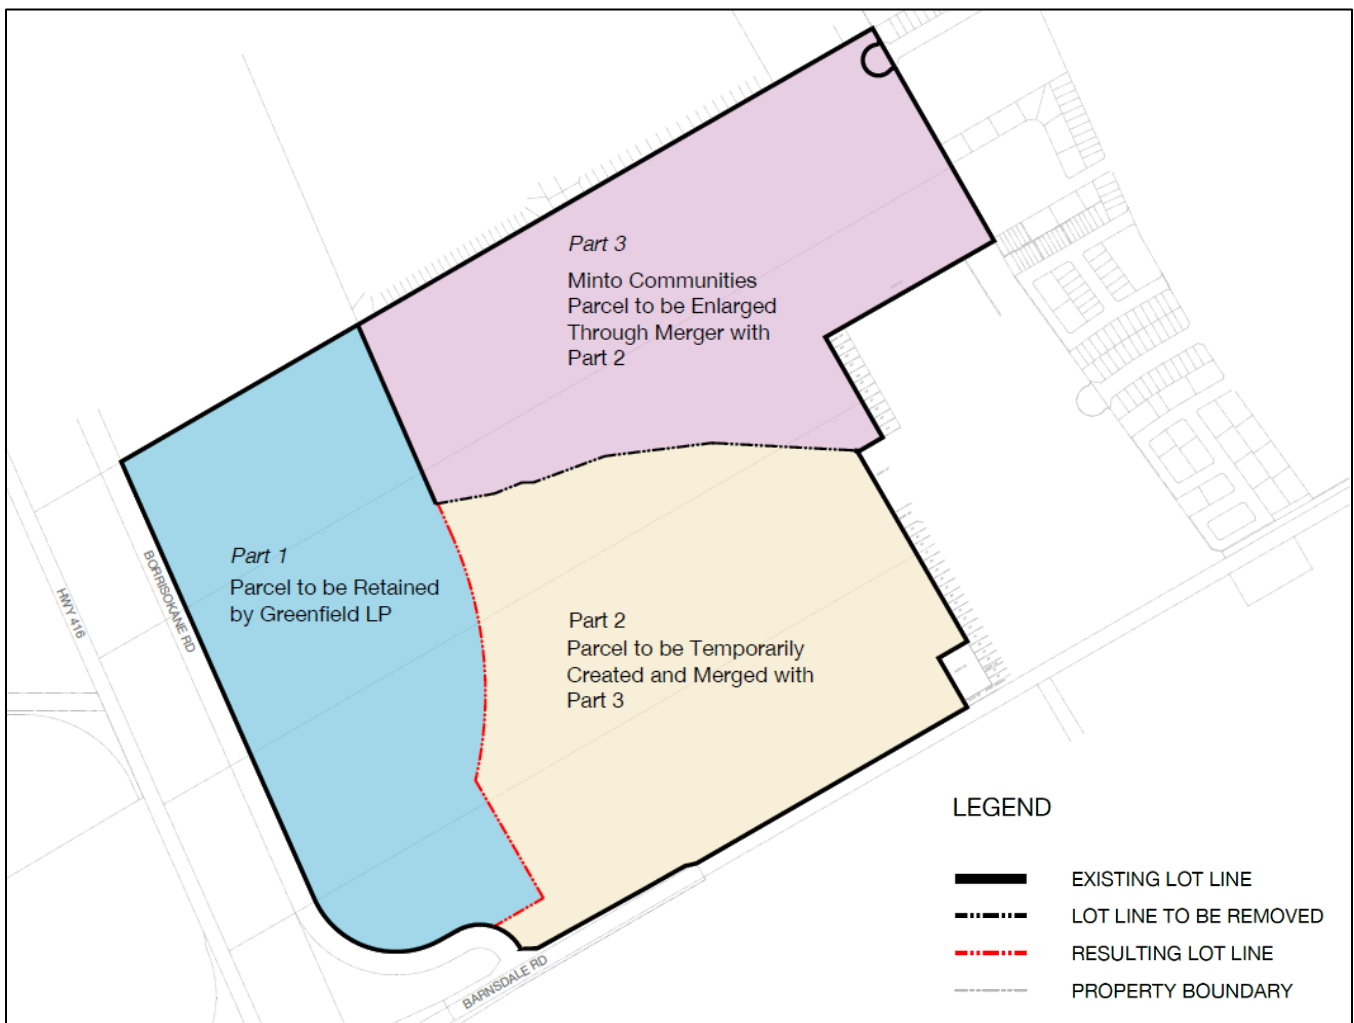 Part 3
Minto Communities
Parcel to be Enlarged
Through Merger with
Part 2
Part 1
Parcel to be Retained
by Greenfield LP
Part 2
Parcel to be Temporarily
Created and Merged with
Part 3
HWY 416
BORRISOKANE RD
BARNSDALE RD
LEGEND
EXISTING LOT LINE
LOT LINE TO BE REMOVED
RESULTING LOT LINE
PROPERTY BOUNDARY